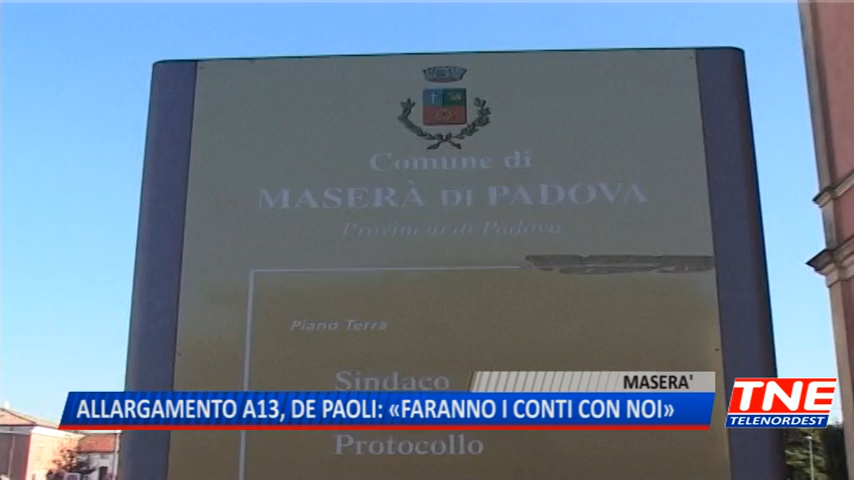 Comune di
MASERÀ DI PADOVA
Provincia di Padova
Piano Terra
Sindaco
MASERA'
ALLARGAMENTO A13, DE PAOLI: «FARANNO I CONTI CON NOI»
Protocollo
TNE
TELENORDEST